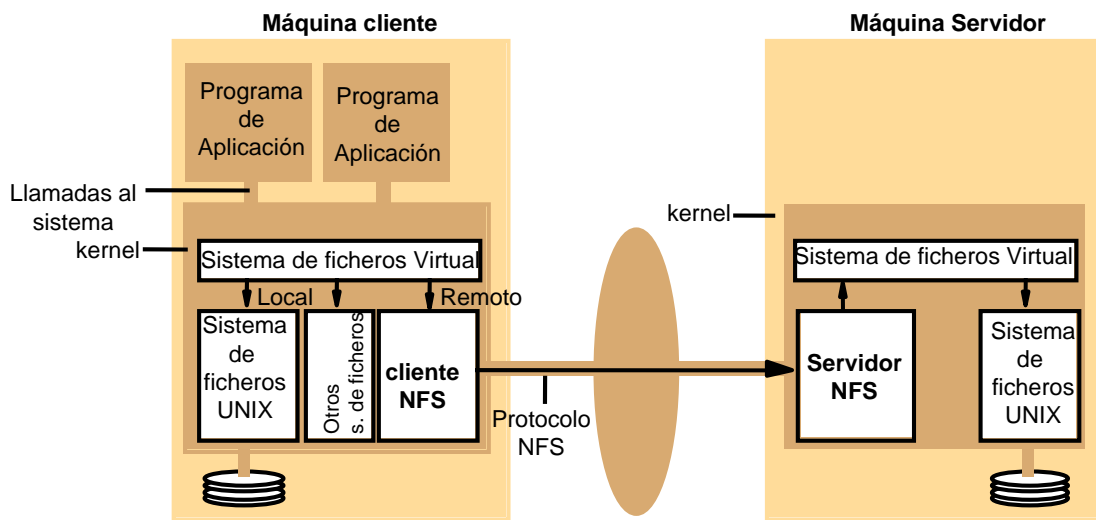 Máquina cliente
Máquina Servidor
Programa
de
Aplicación
Programa
de
Aplicación
Llamadas al
sistema
kernel
kernel
Sistema de ficheros Virtual
Sistema de ficheros Virtual
Local
Remoto
Sistema
de
ficheros
UNIX
Otros
s. de ficheros
cliente
NFS
Protocolo
NFS
Servidor
NFS
Sistema
de
ficheros
UNIX